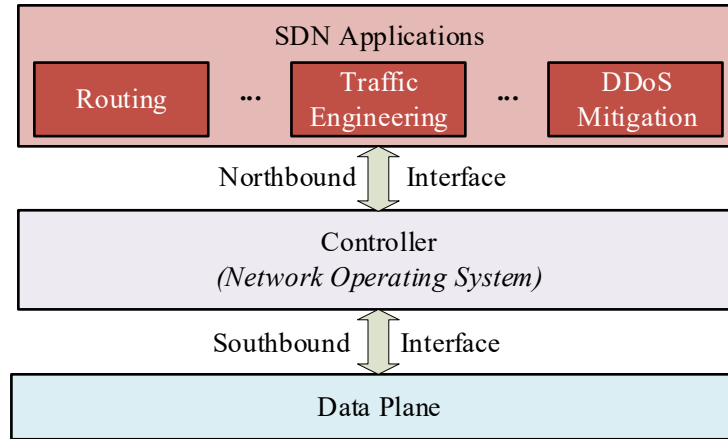 SDN Applications
Routing ... Traffic Engineering ... DDoS Mitigation
Northbound Interface
Controller
(Network Operating System)
Southbound Interface
Data Plane